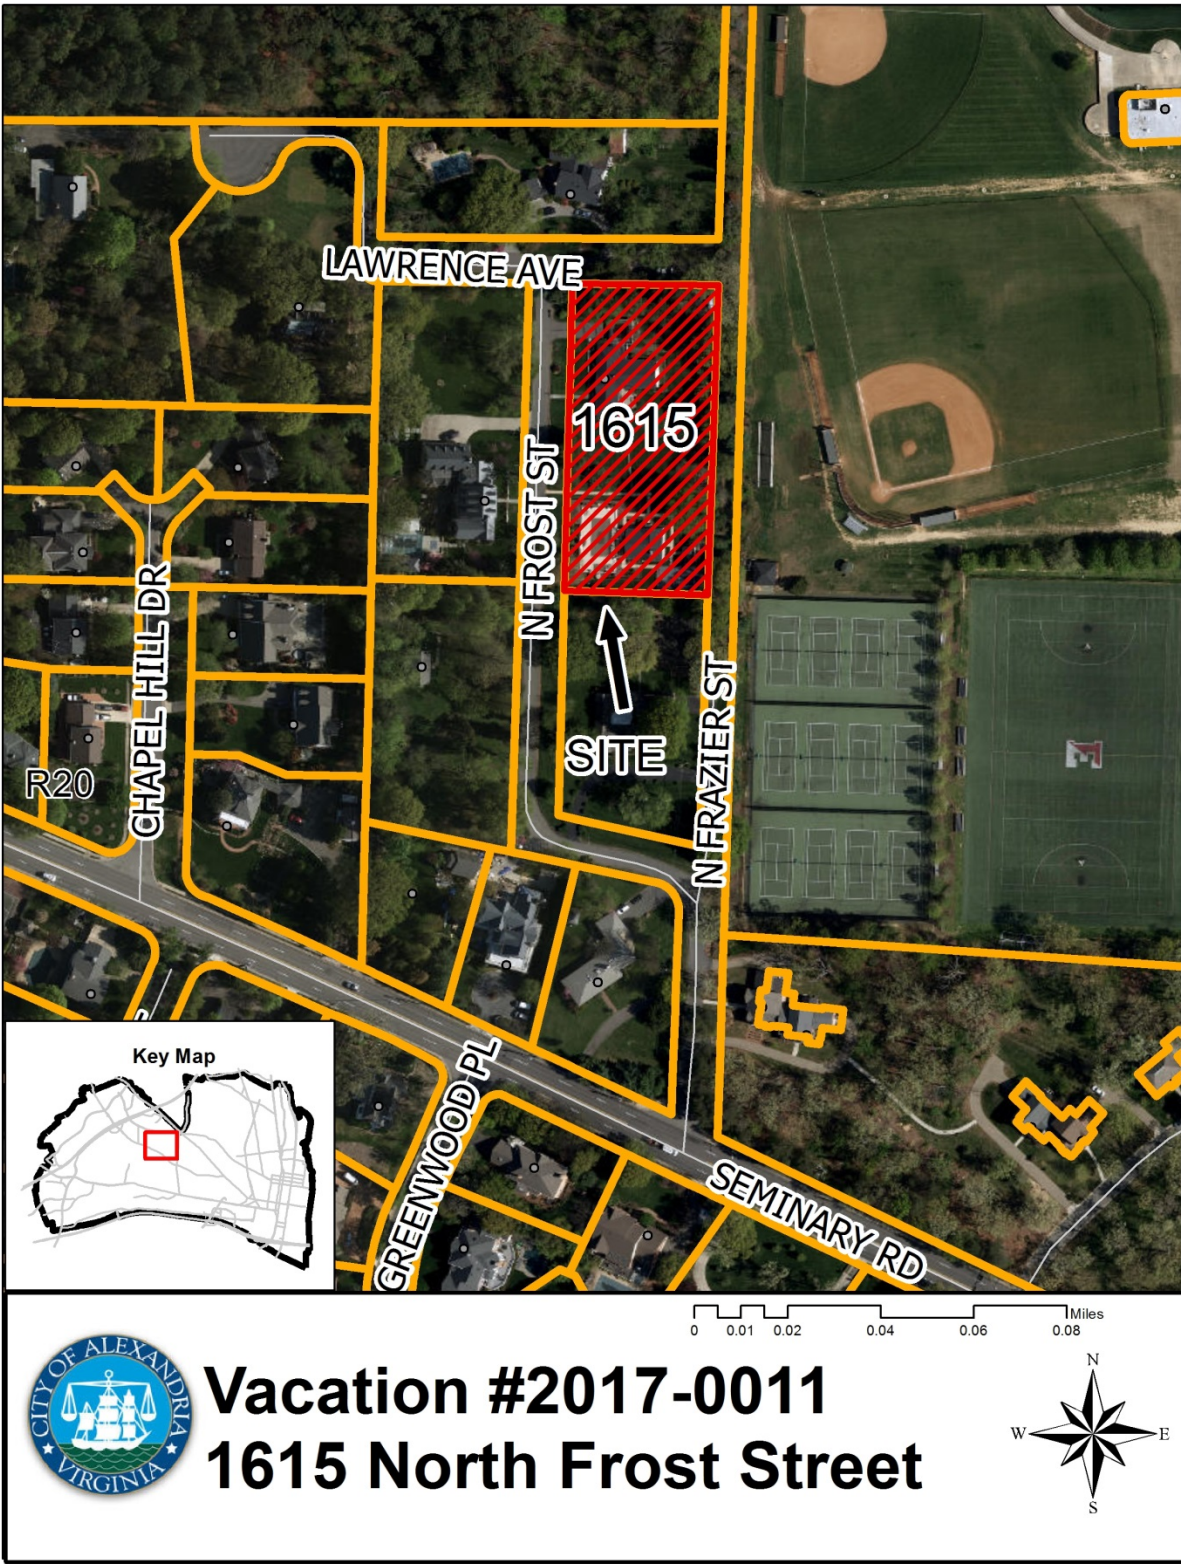 LAWRENCE AVE
1615
N FROST ST
CHAPEL HILL DR
SITE
N FRAZIER ST
R20
E
GREENWOOD PL
SEMINARY RD
Key Map
Miles
0 0.01 0.02 0.04 0.06 0.08
CITY OF ALEXANDRIA
VIRGINIA
Vacation #2017-0011
1615 North Frost Street
N
W E
S